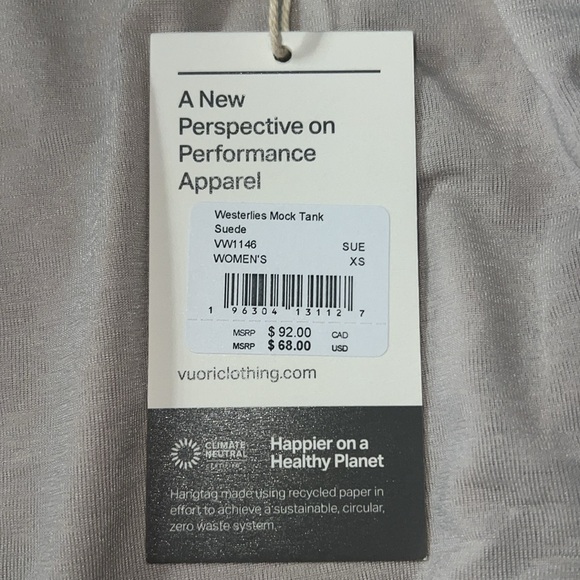 A New
Perspective on
Performance
Apparel
Westerlies Mock Tank
Suede
VW1146 SUE
WOMEN'S XS
1 96304 13112 7
MSRP $ 92.00 CAD
MSRP $ 68.00 USD
vuoriclothing.com
CLIMATE
NEUTRAL
CERTIFIED
Happier on a
Healthy Planet
Hangtag made using recycled paper in
effort to achieve a sustainable, circular,
zero waste system.